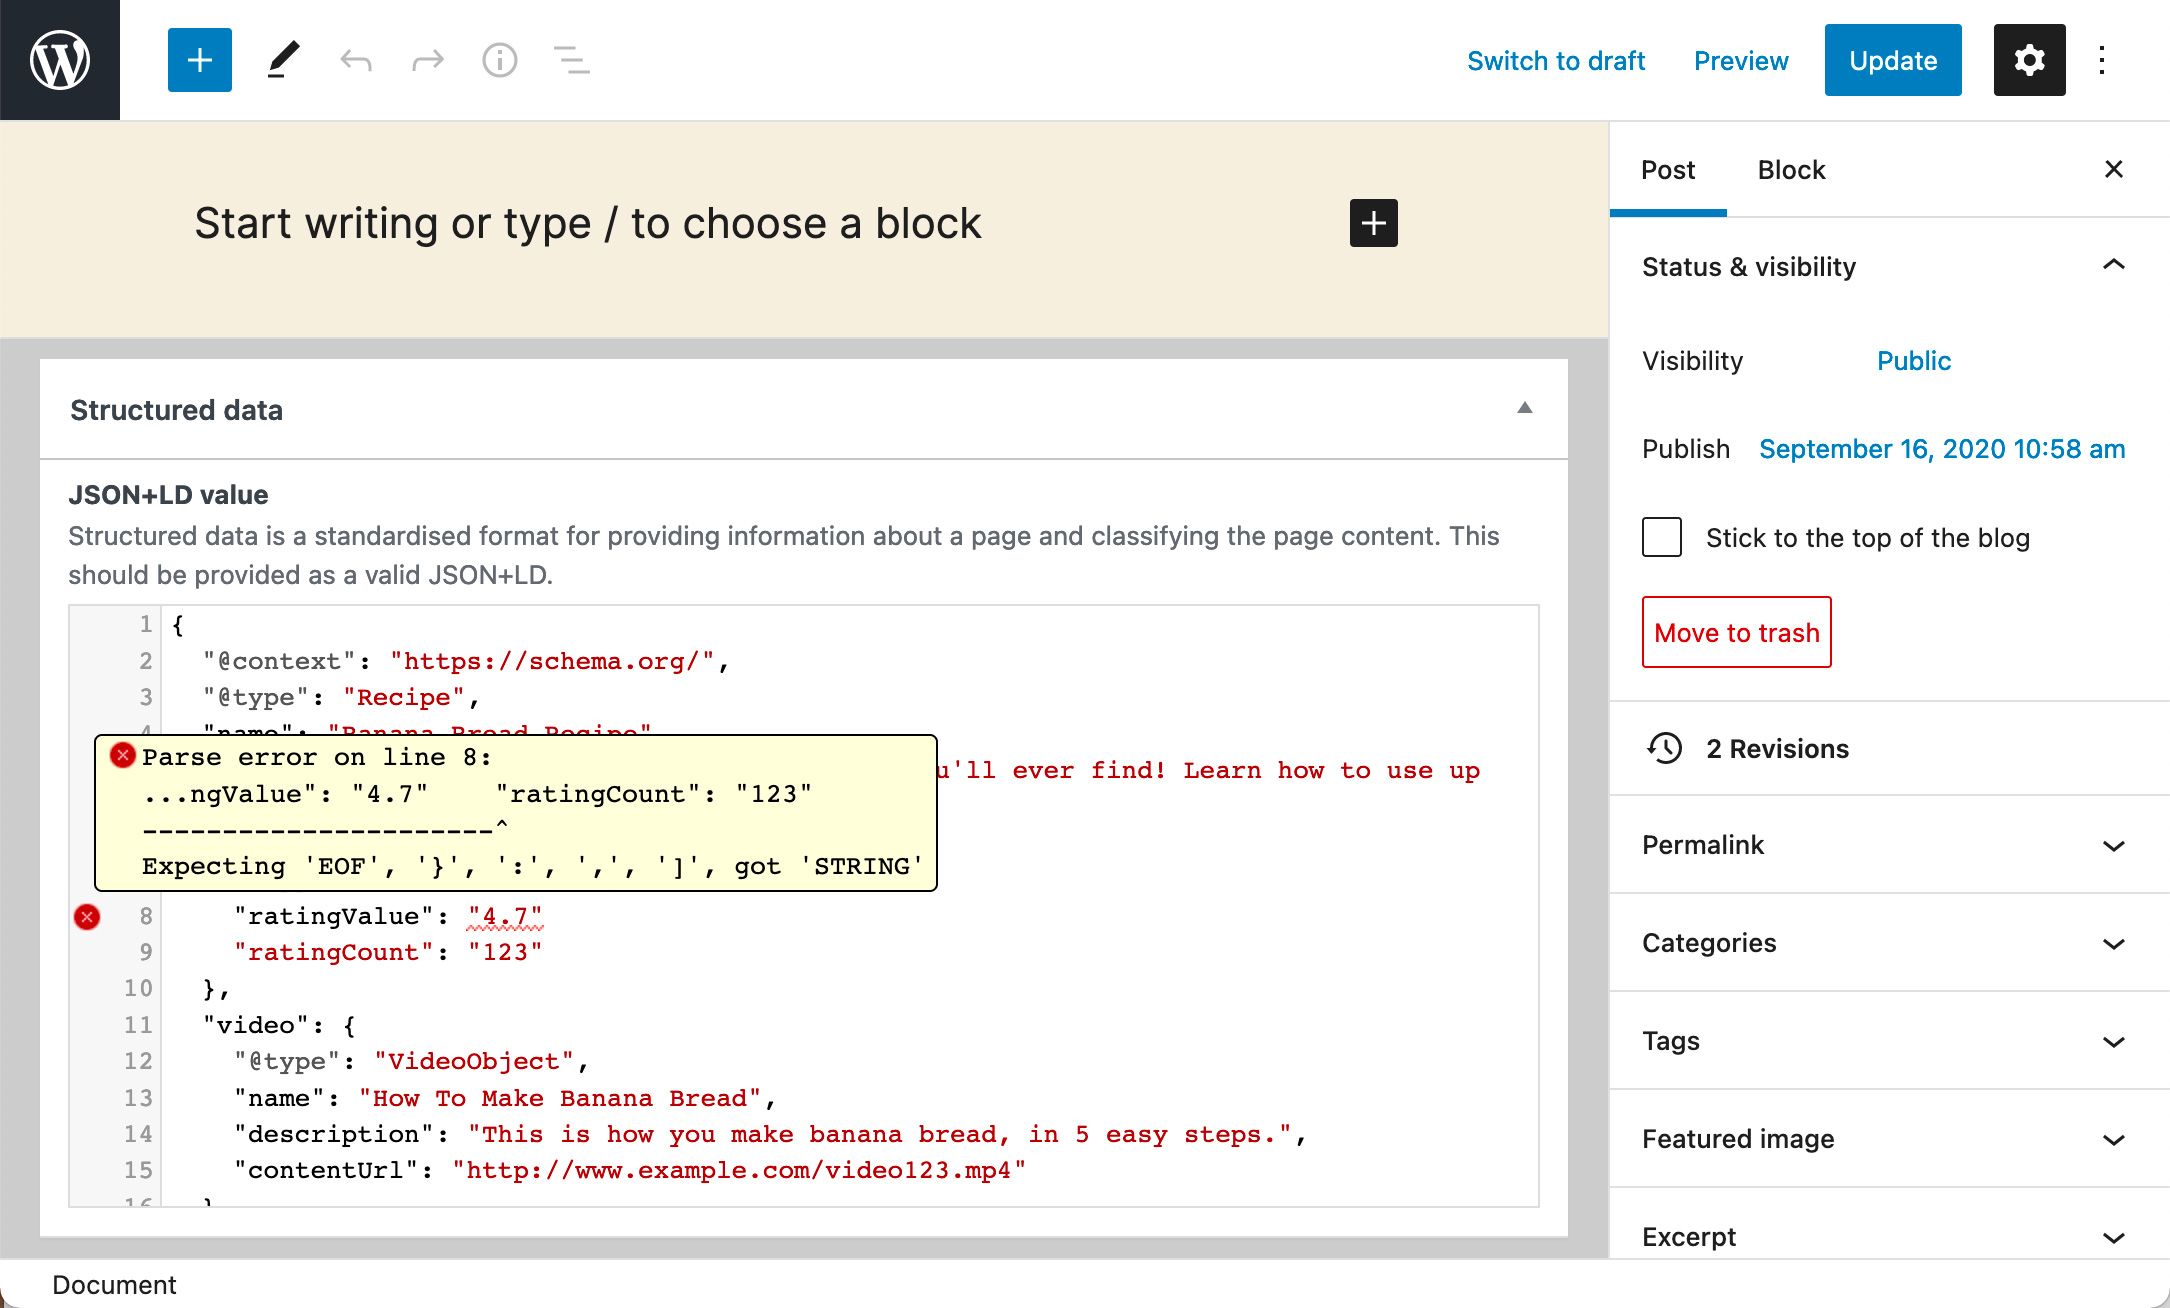 Switch to draft Preview Update
Post Block
Start writing or type / to choose a block
Status & visibility
Visibility Public
Publish September 16, 2020 10:58 am
Stick to the top of the blog
Move to trash
2 Revisions
Permalink
Categories
Tags
Featured image
Excerpt
Structured data
JSON+LD value
Structured data is a standardised format for providing information about a page and classifying the page content. This
should be provided as a valid JSON+LD.
1 {
2 "@context": "https://schema.org/",
3 "@type": "Recipe",
4 "name": "Banana Bread Recipe"
u'll ever find! Learn how to use up
Parse error on line 8:
...ngValue": "4.7"    "ratingCount": "123"
----------------------^
Expecting 'EOF', '}', ':', ',', ']', got 'STRING'
8 "ratingValue": "4.7"
9 "ratingCount": "123"
10 },
11 "video": {
12 "@type": "VideoObject",
13 "name": "How To Make Banana Bread",
14 "description": "This is how you make banana bread, in 5 easy steps.",
15 "contentUrl": "http://www.example.com/video123.mp4"
16 }
Document